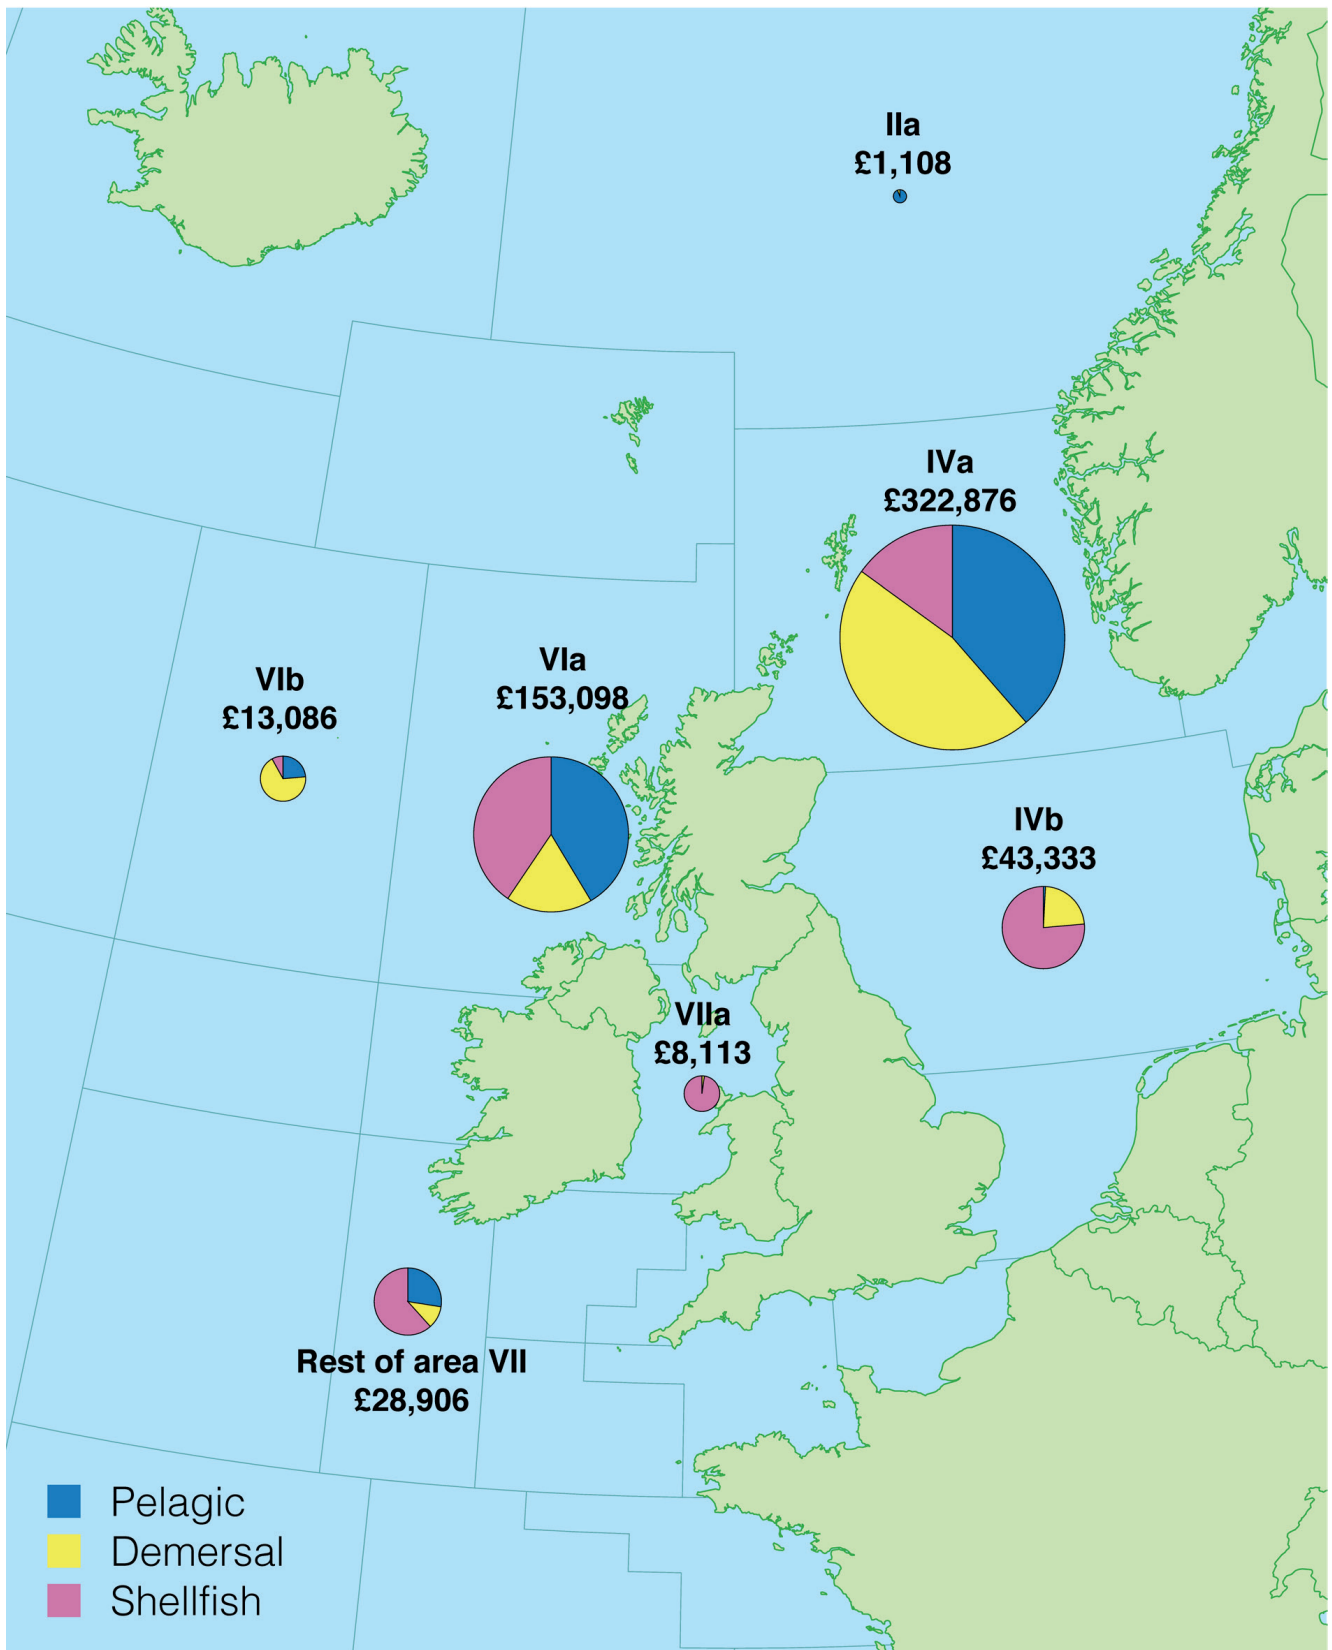 IIa
£1,108
IVa
£322,876
VIa
£153,098
VIb
£13,086
IVb
£43,333
VIIa
£8,113
Rest of area VII
£28,906
Pelagic
Demersal
Shellfish